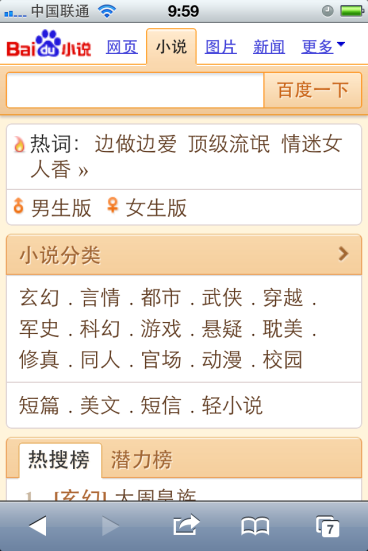 中国联通 9:59
Bai du 小说 网页 小说 图片 新闻 更多
百度一下
热词: 边做边爱 顶级流氓 情迷女
人香 »
男生版 女生版
小说分类
玄幻 . 言情 . 都市 . 武侠 . 穿越 .
军史 . 科幻 . 游戏 . 悬疑 . 耽美 .
修真 . 同人 . 官场 . 动漫 . 校园
短篇 . 美文 . 短信 . 轻小说
热搜榜 潜力榜
1. [玄幻] 大周皇族
7